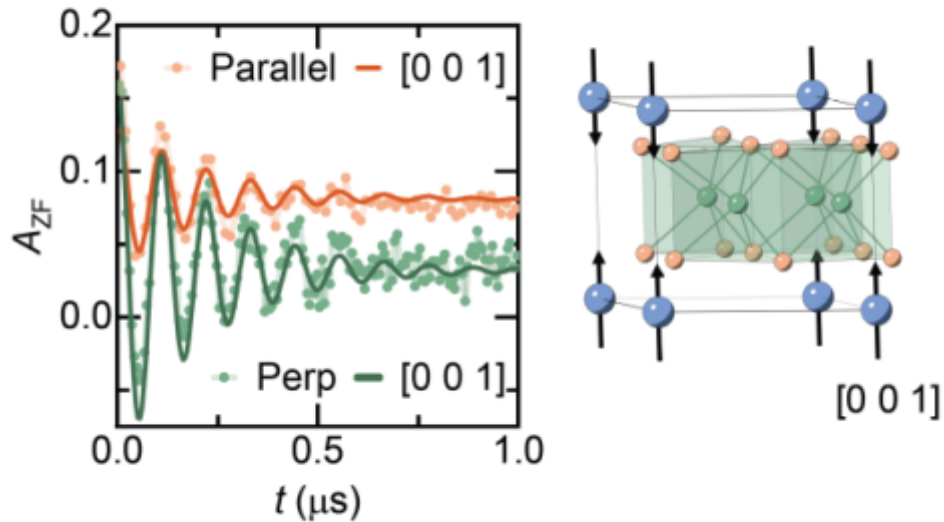 0.2
Parallel [0 0 1]
0.1
A_ZF
0.0
Perp [0 0 1]
0.0 0.5 1.0
t (μs)
[0 0 1]